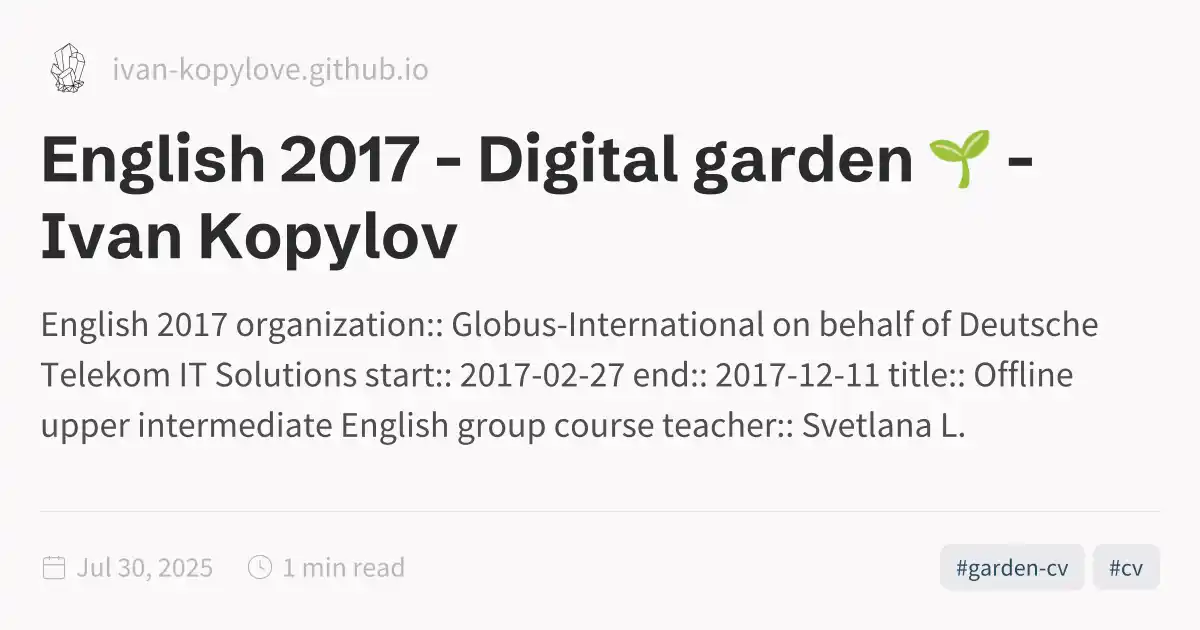 ivan-kopylove.github.io
English 2017 - Digital garden 🌱 -
Ivan Kopylov
English 2017 organization:: Globus-International on behalf of Deutsche
Telekom IT Solutions start:: 2017-02-27 end:: 2017-12-11 title:: Offline
upper intermediate English group course teacher:: Svetlana L.
Jul 30, 2025 1 min read #garden-cv #cv